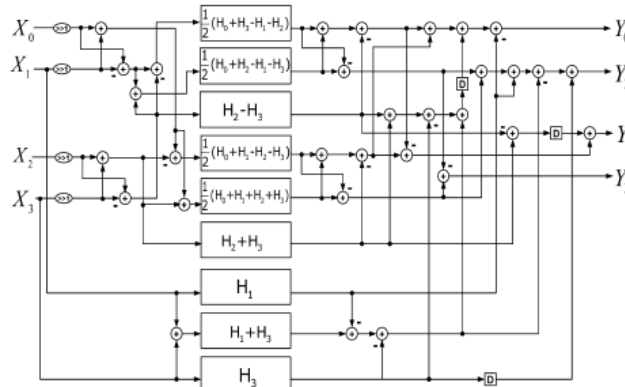 X₀ >>1 ½(H₀+H₃-H₁-H₂) Y
X₁ >>1 ½(H₀+H₂-H₁-H₃) Y
D
H₂-H₃
D Y
X₂ >>1 ½(H₀+H₁-H₂-H₃)
Y
X₃ >>1 ½(H₀+H₁+H₂+H₃)
H₂+H₃
H₁
H₁+H₃
H₃ D